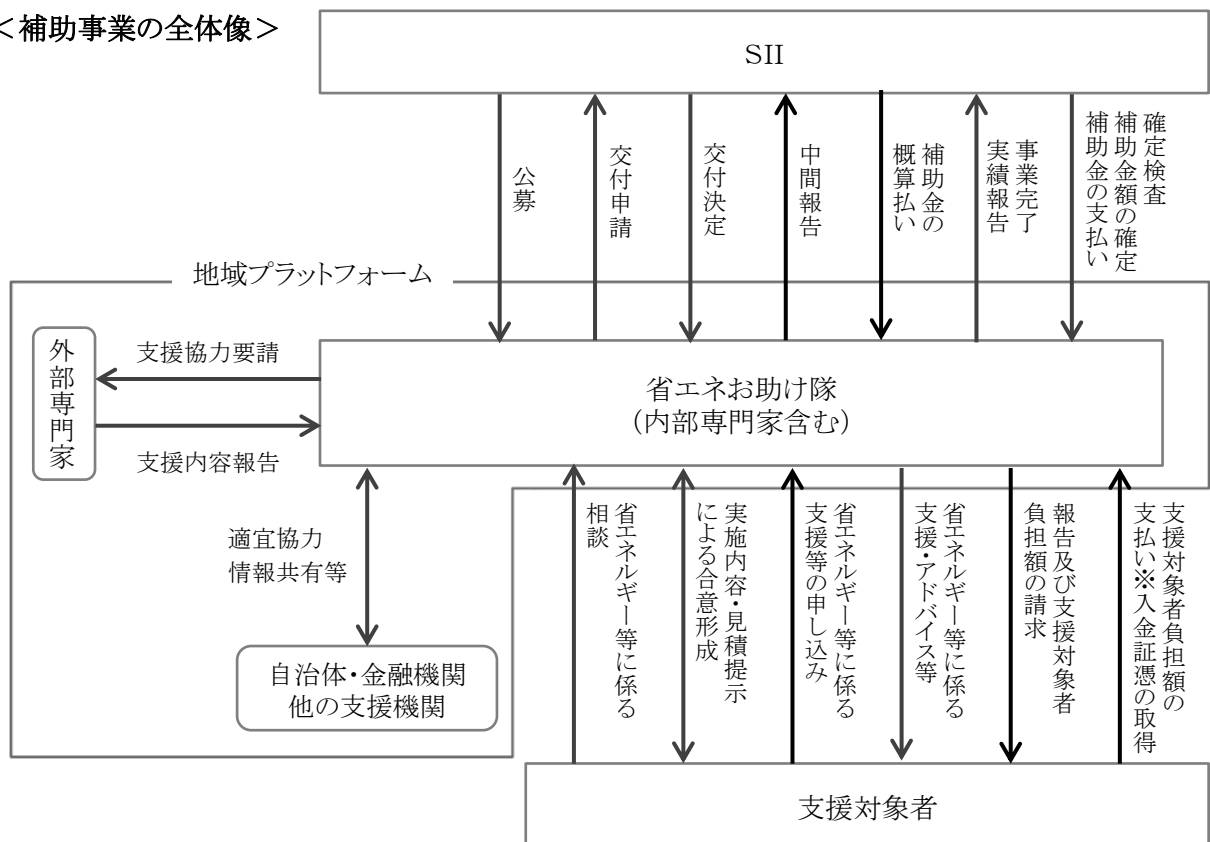 ＜補助事業の全体像＞
SII
公募
交付申請
交付決定
中間報告
補助金の
概算払い
事業完了
実績報告
確定検査
補助金額の確定
補助金の支払い
地域プラットフォーム
外部専門家
支援協力要請
支援内容報告
省エネお助け隊
（内部専門家含む）
適宜協力
情報共有等
自治体・金融機関
他の支援機関
省エネルギー等に係る
相談
実施内容・見積提示
による合意形成
省エネルギー等に係る
支援等の申し込み
省エネルギー等に係る
支援・アドバイス等
報告及び支援対象者
負担額の請求
支援対象者負担額の
支払い※入金証憑の取得
支援対象者